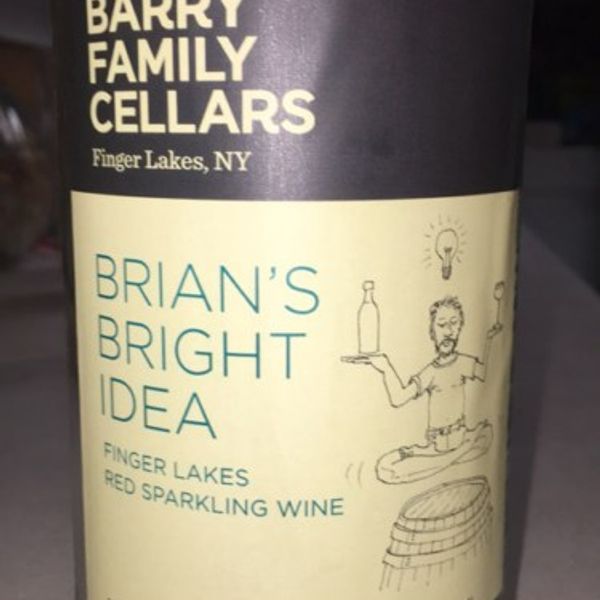 BARRY
FAMILY
CELLARS
Finger Lakes, NY
BRIAN'S
BRIGHT
IDEA
FINGER LAKES
RED SPARKLING WINE